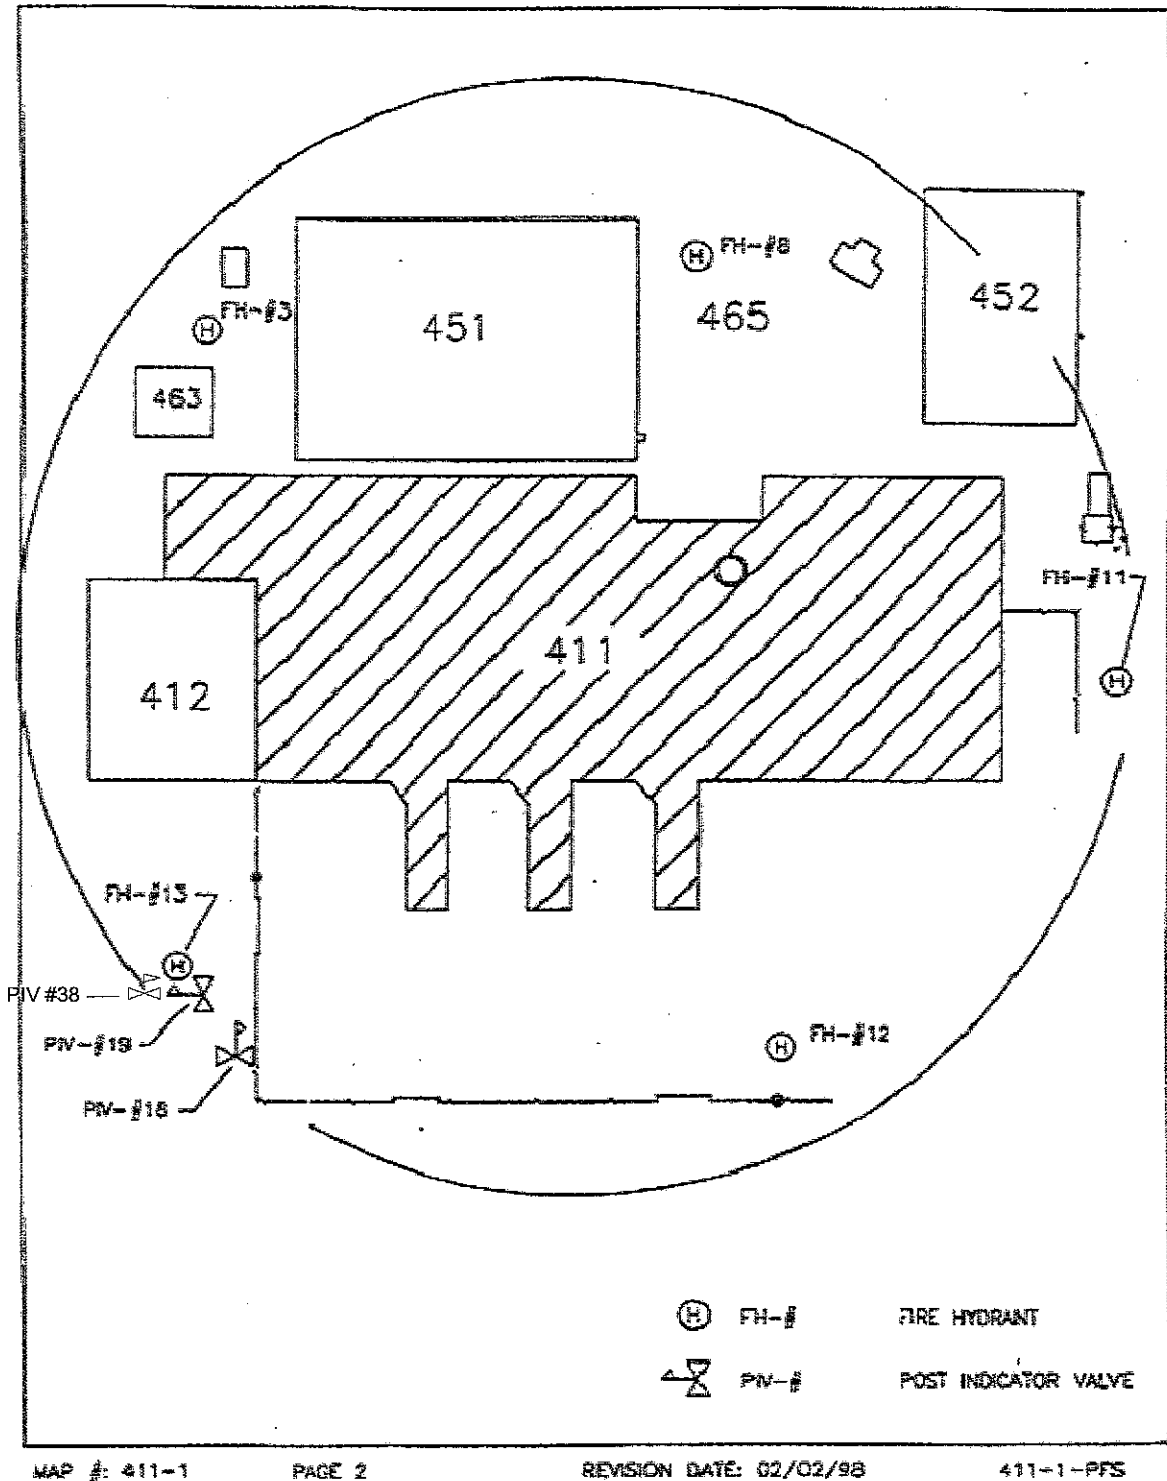 FH-#8
FH-#3
451
465
452
463
FH-#11
411
412
FH-#13
PIV #38
PIV-#19
FH-#12
PIV-#18
H FH-# FIRE HYDRANT
PIV-# POST INDICATOR VALVE
MAP #: 411-1 PAGE 2 REVISION DATE: 02/02/98 411-1-PFS